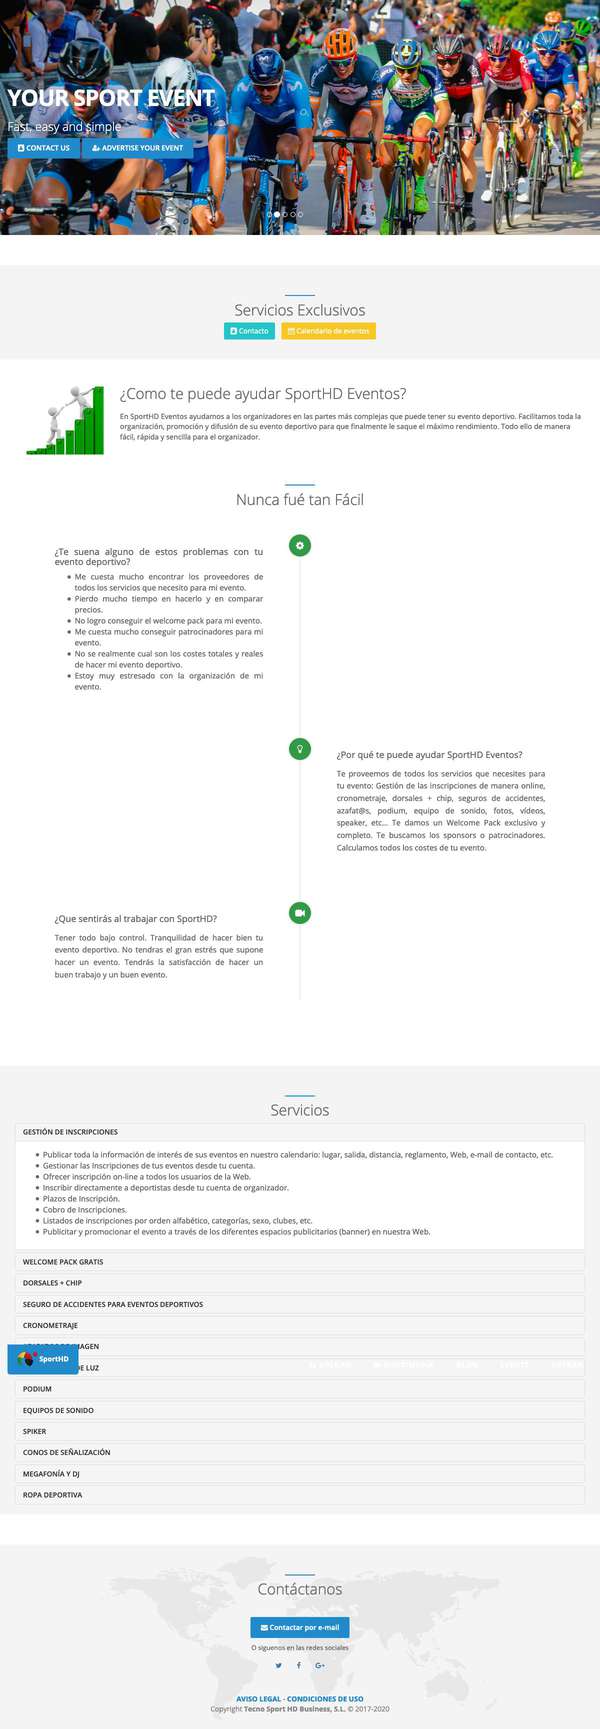 YOUR SPORT EVENT
Fast, easy and simple
CONTACT US
ADVERTISE YOUR EVENT
Servicios Exclusivos
Contacto
Calendario de eventos
¿Como te puede ayudar SportHD Eventos?
En SportHD Eventos ayudamos a los organizadores en las partes más complejas que puede tener su evento deportivo. Facilitamos toda la
organización, promoción y difusión de su evento deportivo para que finalmente le saque el máximo rendimiento. Todo ello de manera
fácil, rápida y sencilla para el organizador.
Nunca fué tan Fácil
¿Te suena alguno de estos problemas con tu
evento deportivo?
Me cuesta mucho encontrar los proveedores de
todos los servicios que necesito para mi evento.
Pierdo mucho tiempo en hacerlo y en comparar
precios.
No logro conseguir el welcome pack para mi evento.
Me cuesta mucho conseguir patrocinadores para mi
evento.
No se realmente cual son los costes totales y reales
de hacer mi evento deportivo.
Estoy muy estresado con la organización de mi
evento.
¿Por qué te puede ayudar SportHD Eventos?
Te proveemos de todos los servicios que necesites para
tu evento: Gestión de las inscripciones de manera online,
cronometraje, dorsales + chip, seguros de accidentes,
azafat@s, podium, equipo de sonido, fotos, vídeos,
speaker, etc... Te damos un Welcome Pack exclusivo y
completo. Te buscamos los sponsors o patrocinadores.
Calculamos todos los costes de tu evento.
¿Que sentirás al trabajar con SportHD?
Tener todo bajo control. Tranquilidad de hacer bien tu
evento deportivo. No tendras el gran estrés que supone
hacer un evento. Tendrás la satisfacción de hacer un
buen trabajo y un buen evento.
Servicios
GESTIÓN DE INSCRIPCIONES
Publicar toda la información de interés de sus eventos en nuestro calendario: lugar, salida, distancia, reglamento, Web, e-mail de contacto, etc.
Gestionar las Inscripciones de tus eventos desde tu cuenta.
Ofrecer inscripción on-line a todos los usuarios de la Web.
Inscribir directamente a deportistas desde tu cuenta de organizador.
Plazos de Inscripción.
Cobro de Inscripciones.
Listados de inscripciones por orden alfabético, categorías, sexo, clubes, etc.
Publicitar y promocionar el evento a través de los diferentes espacios publicitarios (banner) en nuestra Web.
WELCOME PACK GRATIS
DORSALES + CHIP
SEGURO DE ACCIDENTES PARA EVENTOS DEPORTIVOS
CRONOMETRAJE
SportHD
DE LUZ
PODIUM
EQUIPOS DE SONIDO
SPIKER
CONOS DE SEÑALIZACIÓN
MEGAFONÍA Y DJ
ROPA DEPORTIVA
Contáctanos
Contactar por e-mail
O siguenos en las redes sociales
AVISO LEGAL - CONDICIONES DE USO
Copyright Tecno Sport HD Business, S.L. © 2017-2020